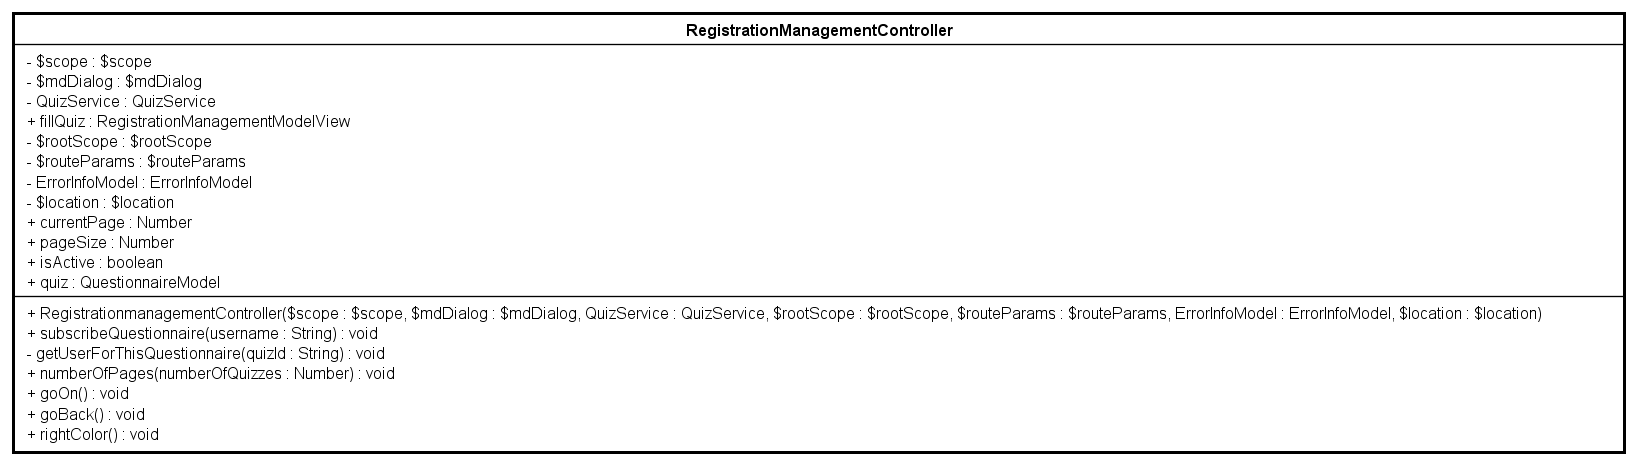 RegistrationManagementController
- $scope : $scope
- $mdDialog : $mdDialog
- QuizService : QuizService
+ fillQuiz : RegistrationManagementModelView
- $rootScope : $rootScope
- $routeParams : $routeParams
- ErrorInfoModel : ErrorInfoModel
- $location : $location
+ currentPage : Number
+ pageSize : Number
+ isActive : boolean
+ quiz : QuestionnaireModel
+ RegistrationmanagementController($scope : $scope, $mdDialog : $mdDialog, QuizService : QuizService, $rootScope : $rootScope, $routeParams : $routeParams, ErrorInfoModel : ErrorInfoModel, $location : $location)
+ subscribeQuestionnaire(username : String) : void
- getUserForThisQuestionnaire(quizId : String) : void
+ numberOfPages(numberOfQuizzes : Number) : void
+ goOn() : void
+ goBack() : void
+ rightColor() : void